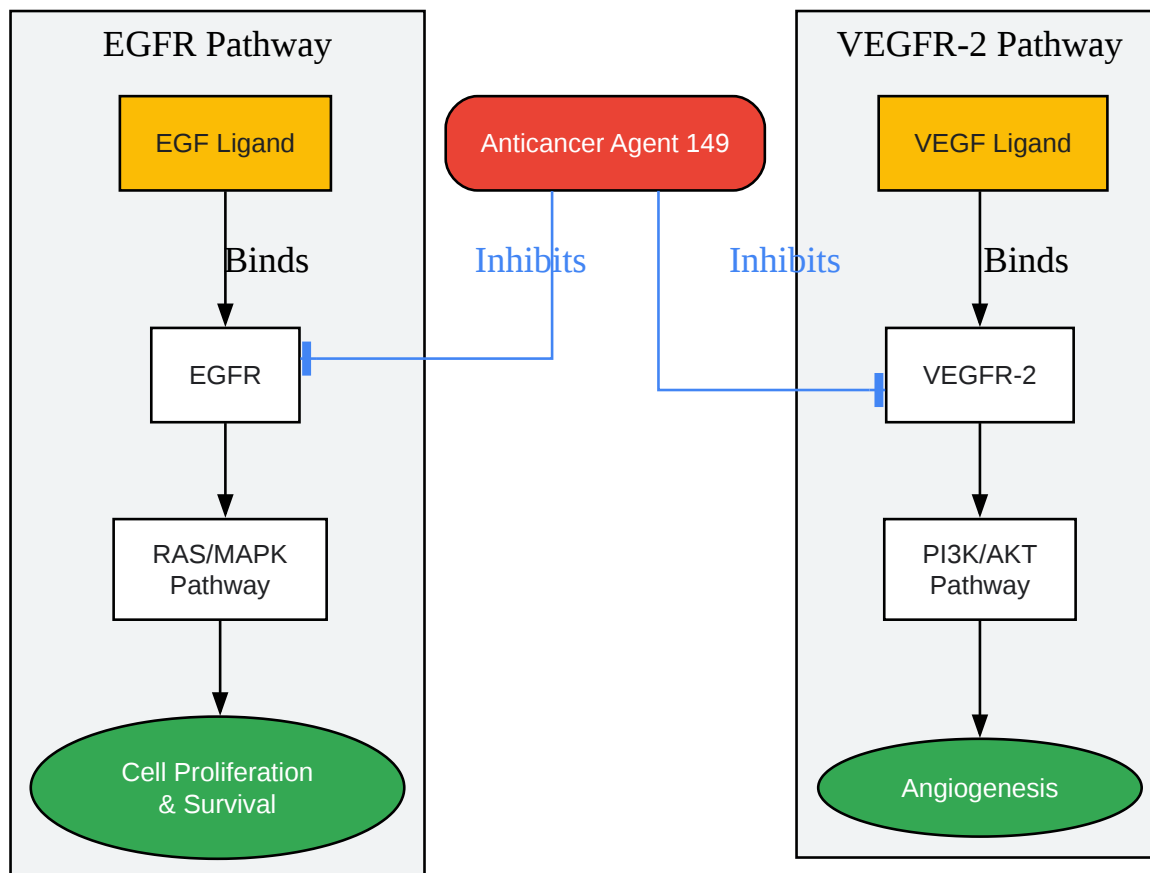 EGFR Pathway
EGF Ligand
Binds
EGFR
RAS/MAPK
Pathway
Cell Proliferation
& Survival
Anticancer Agent 149
Inhibits
Inhibits
VEGFR-2 Pathway
VEGF Ligand
Binds
VEGFR-2
PI3K/AKT
Pathway
Angiogenesis